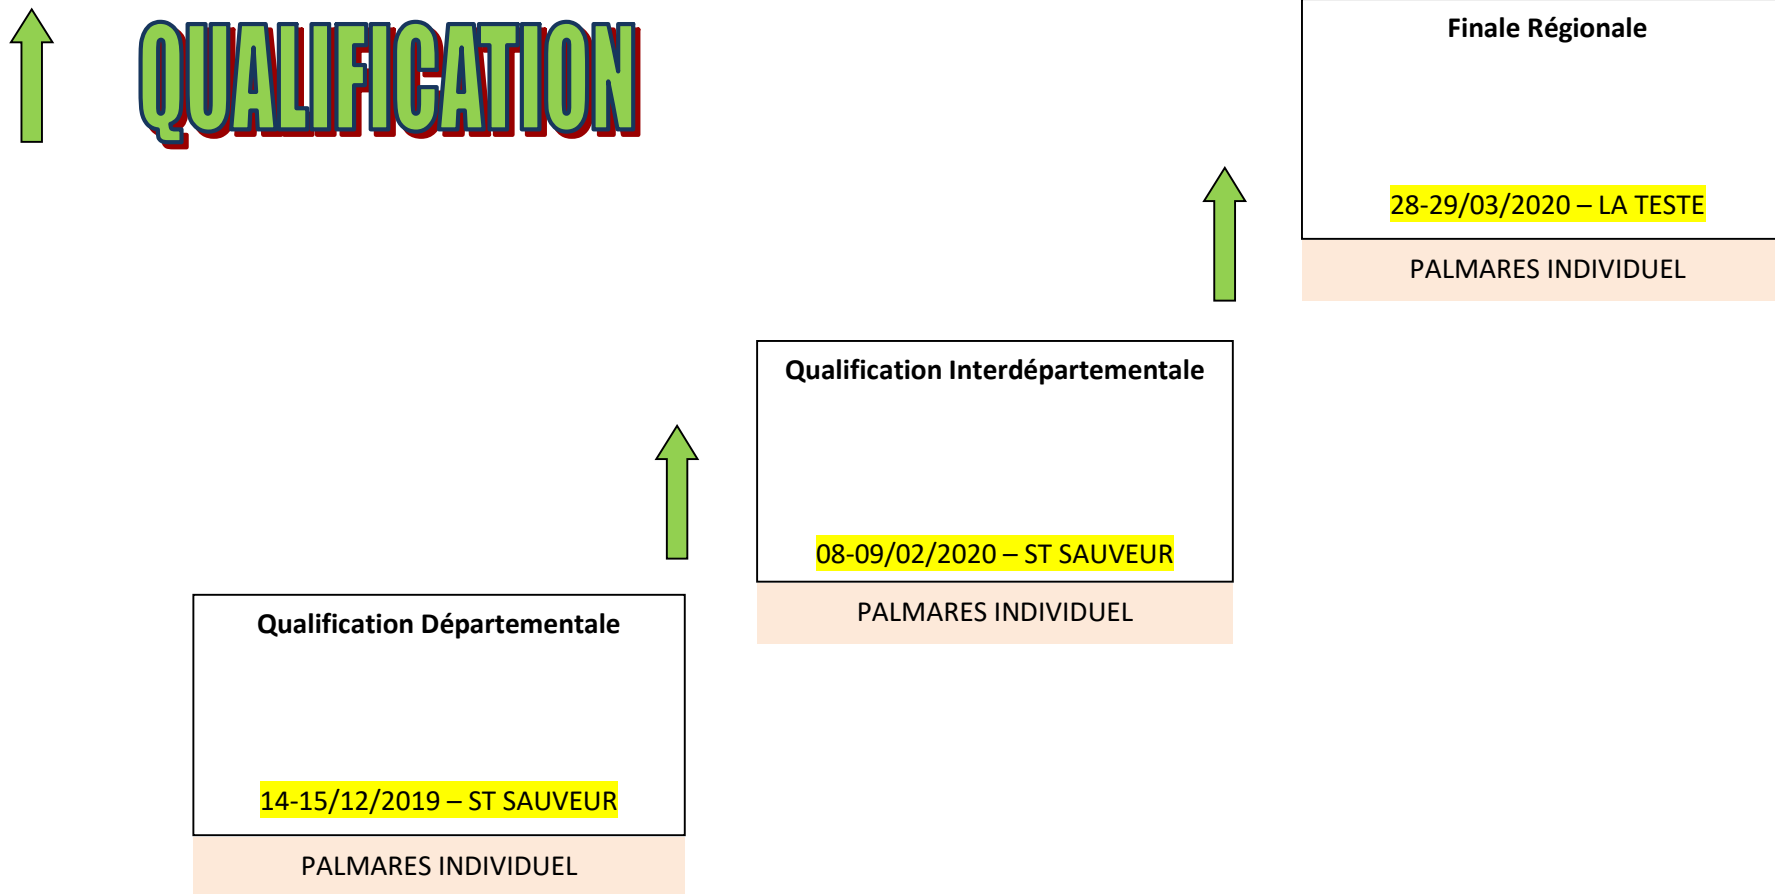 QUALIFICATION
Finale Régionale
28-29/03/2020 – LA TESTE
PALMARES INDIVIDUEL
Qualification Interdépartementale
08-09/02/2020 – ST SAUVEUR
PALMARES INDIVIDUEL
Qualification Départementale
14-15/12/2019 – ST SAUVEUR
PALMARES INDIVIDUEL